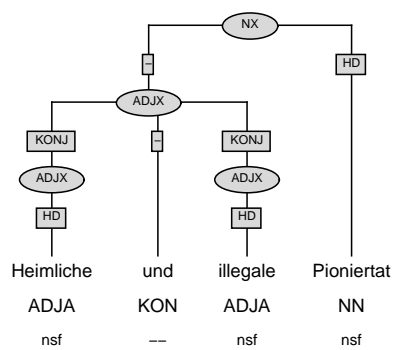 NX
– HD
ADJX
KONJ – KONJ
ADJX ADJX
HD HD
Heimliche und illegale Pioniertat
ADJA KON ADJA NN
nsf −− nsf nsf